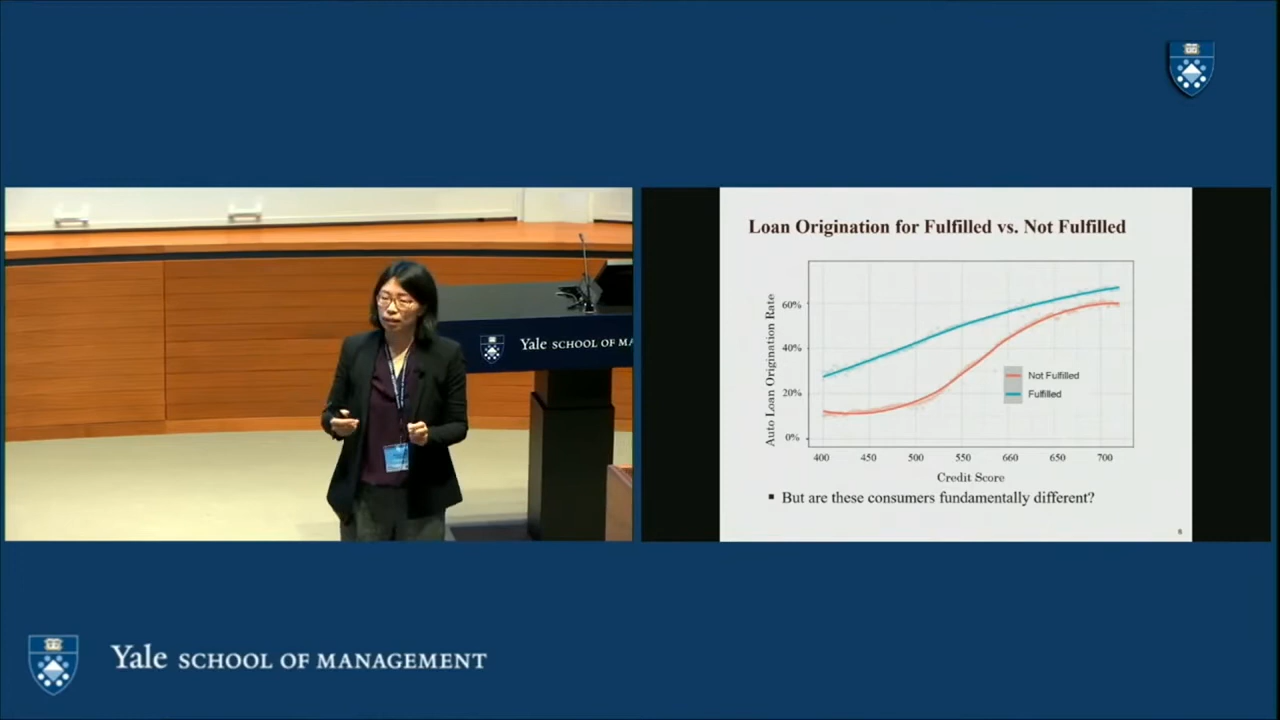 Yale SCHOOL OF MA
Loan Origination for Fulfilled vs. Not Fulfilled
Auto Loan Origination Rate
60%
40%
20%
0%
Not Fulfilled
Fulfilled
400 450 500 550 660 650 700
Credit Score
▪ But are these consumers fundamentally different?
6
Yale SCHOOL OF MANAGEMENT